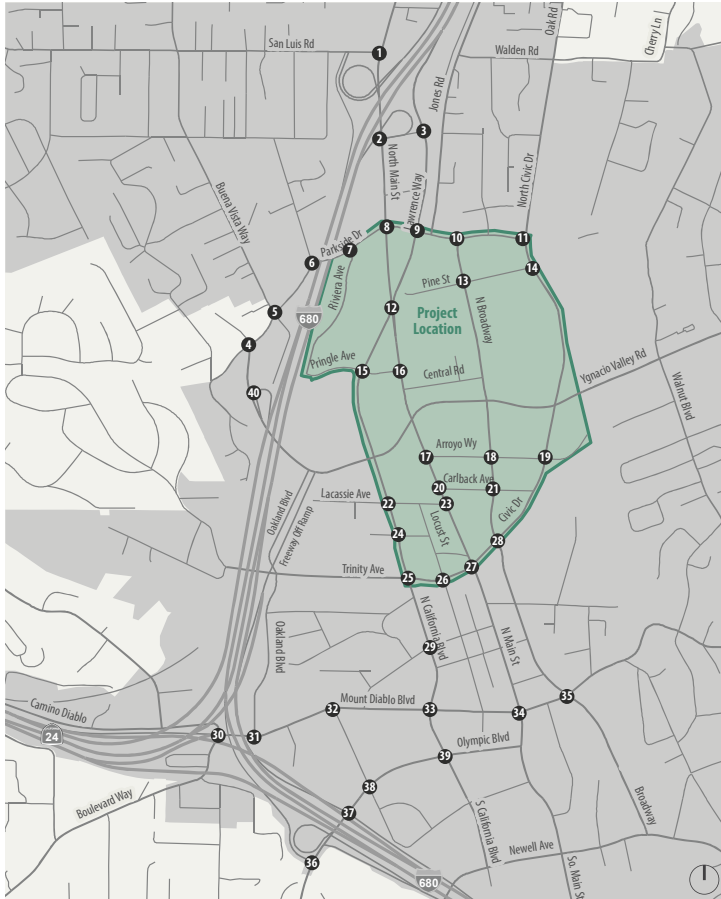 San Luis Rd
1
Oak Rd
Cherry Ln
Walden Rd
Jones Rd
2
3
North Main St
Lawrence Way
North Civic Dr
Buena Vista Way
Parkside Dr
6
7
8
9
10
11
14
Riviera Ave
Pine St
13
12
N Broadway
Project
Location
5
680
4
Pringle Ave
15
16
Central Rd
Ygnacio Valley Rd
Walnut Blvd
40
Arroyo Wy
17
18
19
Carlback Ave
20
21
Lacassie Ave
22
23
Oakland Blvd
Freeway Off Ramp
Locust St
Civic Dr
24
28
Trinity Ave
25
26
27
Oakland Blvd
N California Blvd
29
N Main St
Mount Diablo Blvd
32
33
34
35
Camino Diablo
24
30
31
Olympic Blvd
39
38
Boulevard Way
37
S California Blvd
Broadway
36
680
Newell Ave
So. Main St